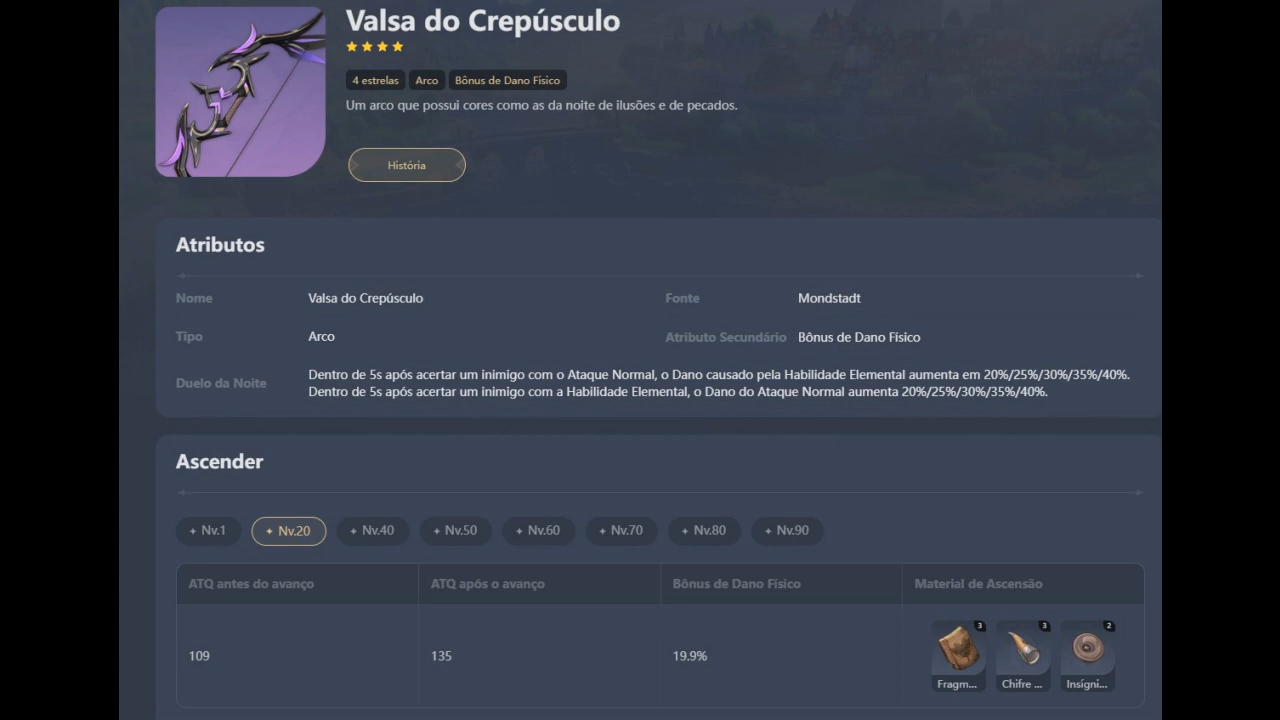 Valsa do Crepúsculo
4 estrelas Arco Bônus de Dano Físico
Um arco que possui cores como as da noite de ilusões e de pecados.
História
Atributos
Nome Valsa do Crepúsculo Fonte Mondstadt
Tipo Arco Atributo Secundário Bônus de Dano Físico
Duelo da Noite Dentro de 5s após acertar um inimigo com o Ataque Normal, o Dano causado pela Habilidade Elemental aumenta em 20%/25%/30%/35%/40%.
Dentro de 5s após acertar um inimigo com a Habilidade Elemental, o Dano do Ataque Normal aumenta 20%/25%/30%/35%/40%.
Ascender
Nv.1 Nv.20 Nv.40 Nv.50 Nv.60 Nv.70 Nv.80 Nv.90
ATQ antes do avanço ATQ após o avanço Bônus de Dano Físico Material de Ascensão
3 3 2
109 135 19.9%
Fragm... Chifre ... Insígni...